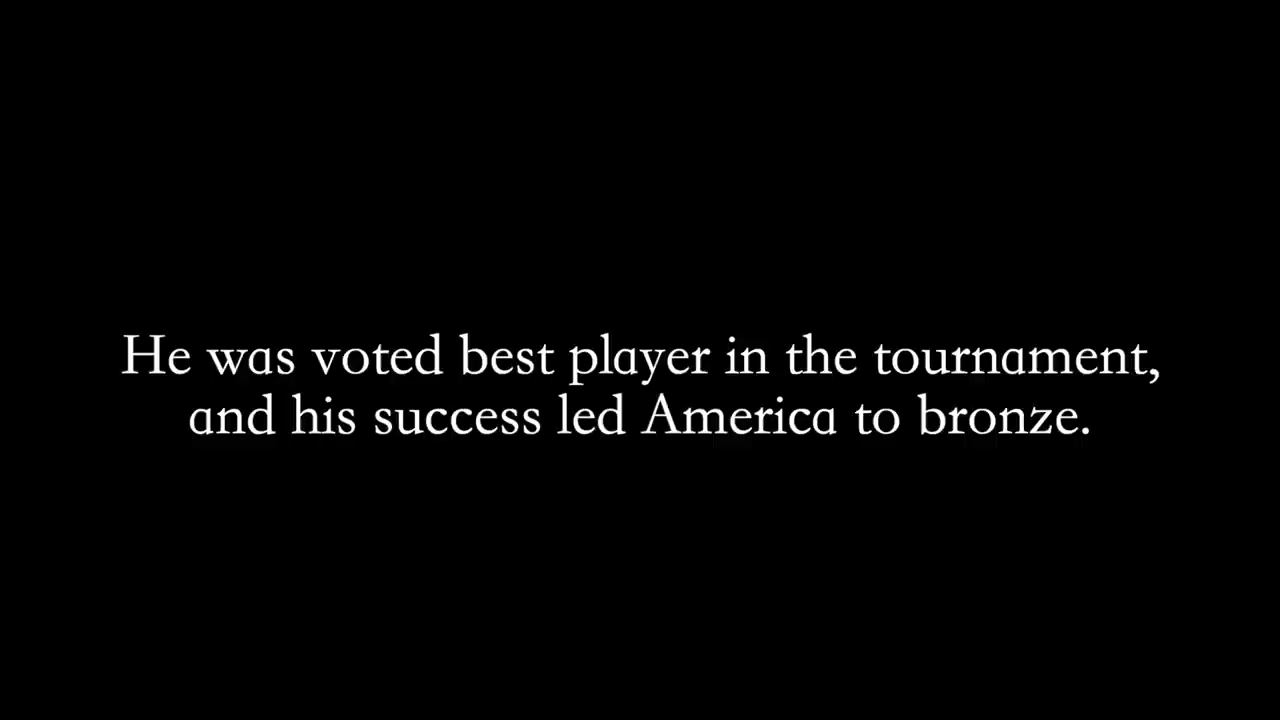 He was voted best player in the tournament,
and his success led America to bronze.